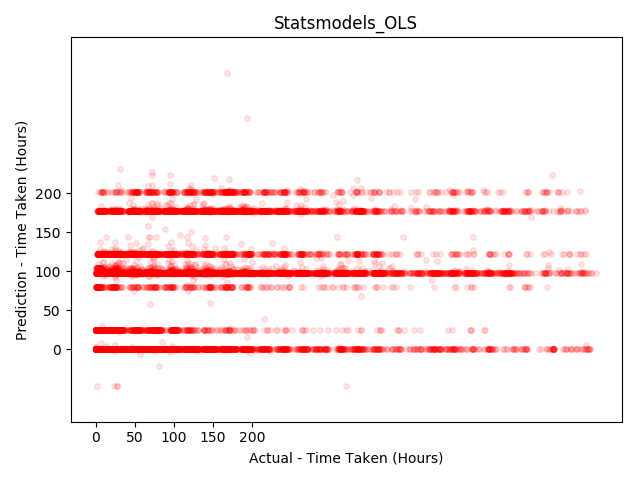 Statsmodels_OLS
Prediction - Time Taken (Hours)
200
150
100
50
0
0 50 100 150 200
Actual - Time Taken (Hours)